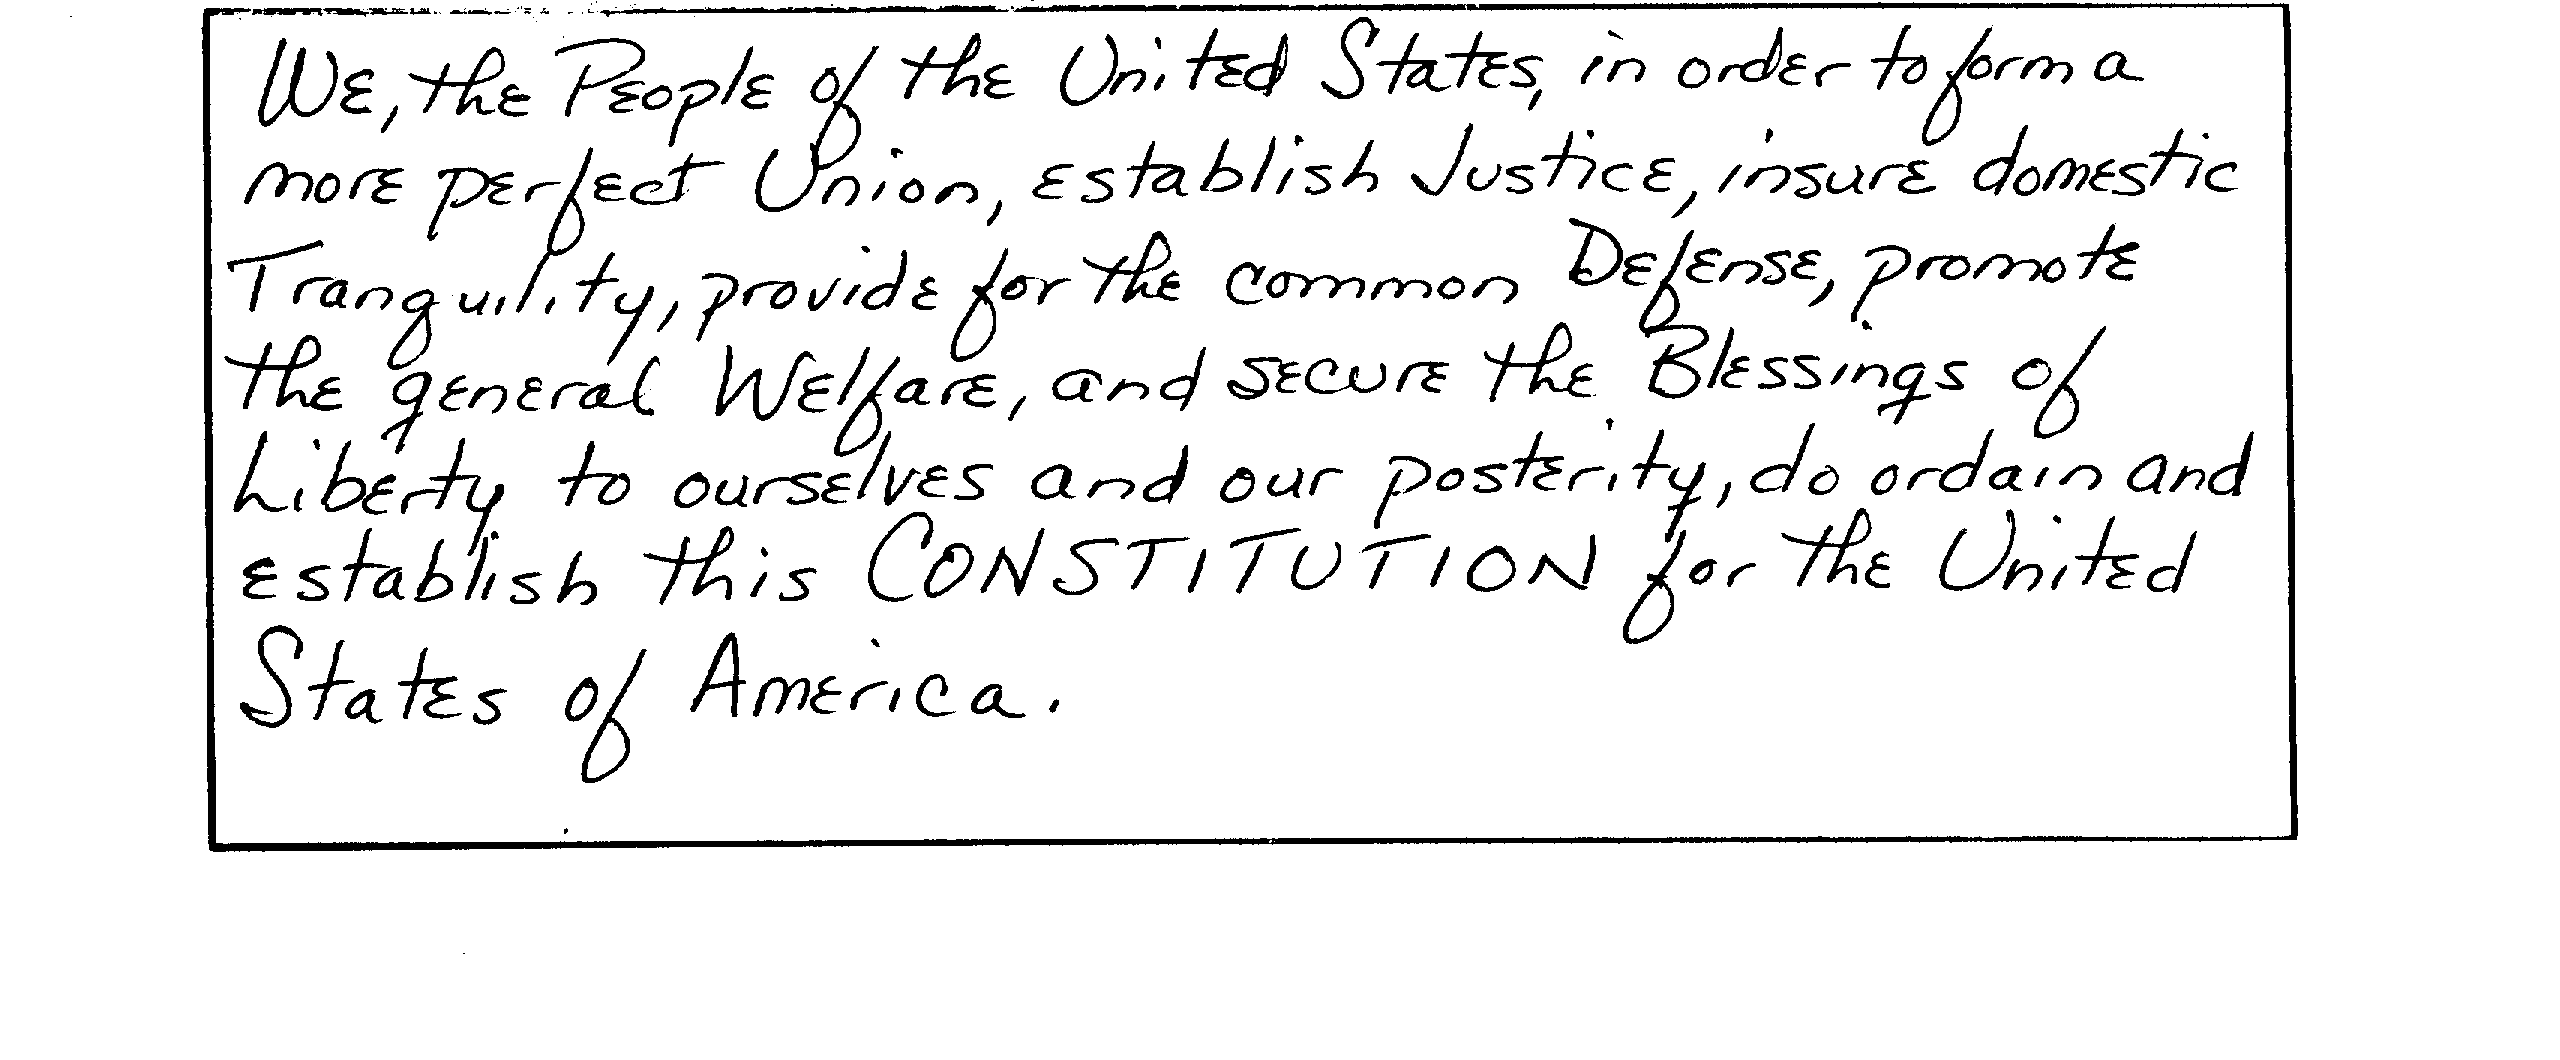 We, the People of the United States, in order to form a
more perfect Union, establish Justice, insure domestic
Tranquility, provide for the common Defense, promote
the general Welfare, and secure the Blessings of
Liberty to ourselves and our posterity, do ordain and
establish this CONSTITUTION for the United
States of America.